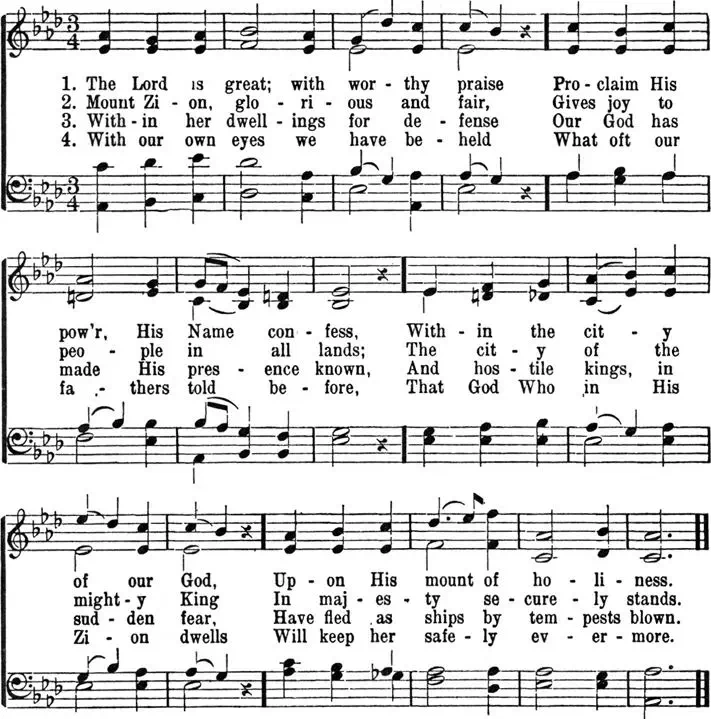 1. The Lord is great; with wor - thy praise Pro - claim His
2. Mount Zi - on, glo - ri - ous and fair, Gives joy to
3. With - in her dwell - ings for de - fense Our God has
4. With our own eyes we have be - held What oft our
pow'r, His Name con - fess, With - in the cit - y
peo - ple in all lands; The cit - y of the
made His pres - ence known, And hos - tile kings, in
fa - thers told be - fore, That God Who in His
of our God, Up - on His mount of ho - li - ness.
might - y King In maj - es - ty se - cure - ly stands.
sud - den fear, Have fled as ships by tem - pests blown.
Zi - on dwells Will keep her safe - ly ev - er - more.